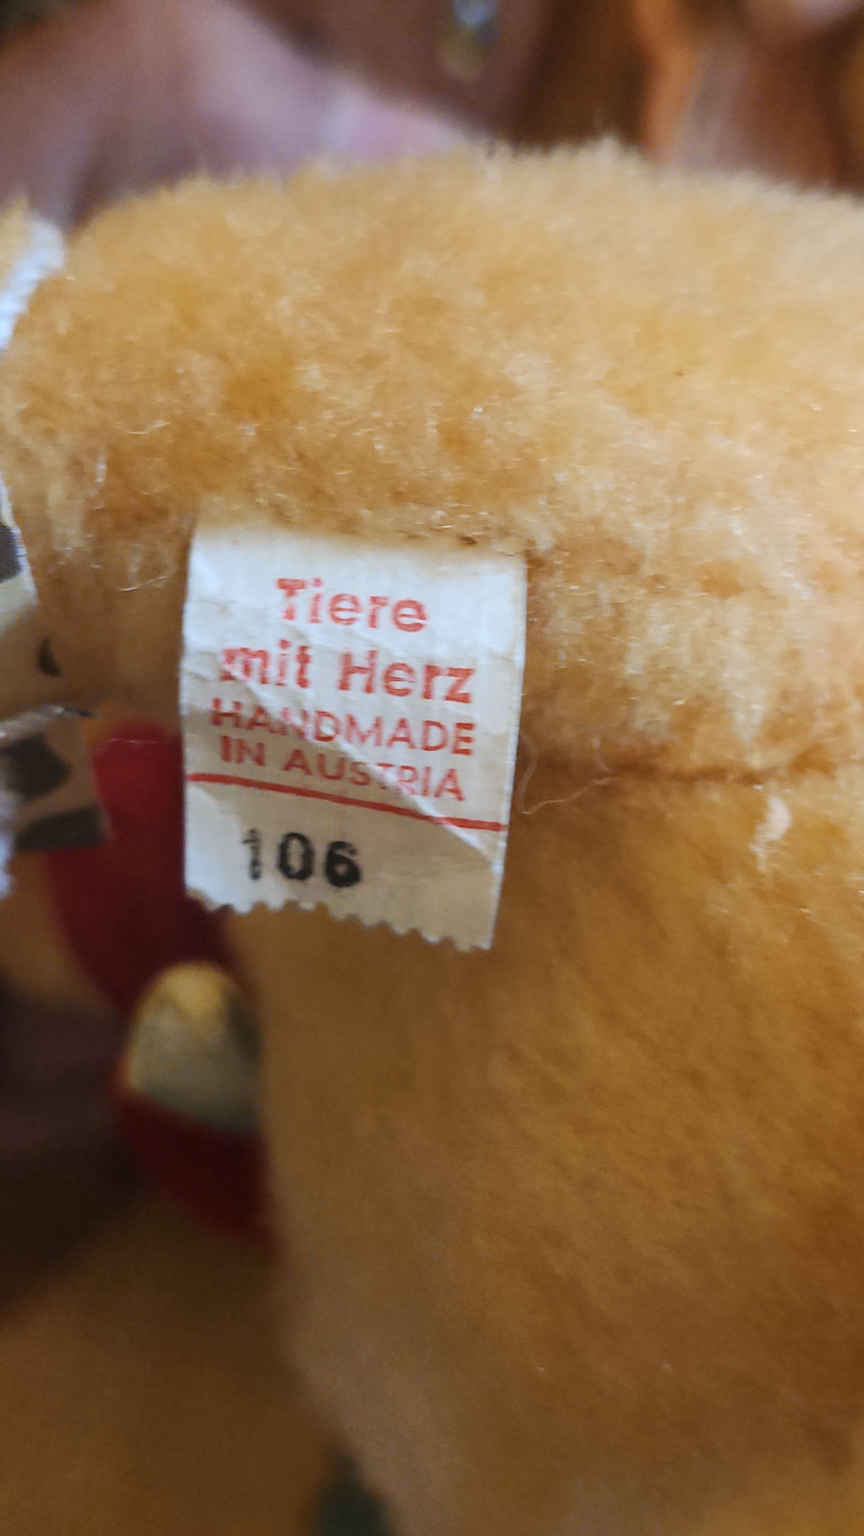 Tiere
mit Herz
HANDMADE
IN AUSTRIA
106